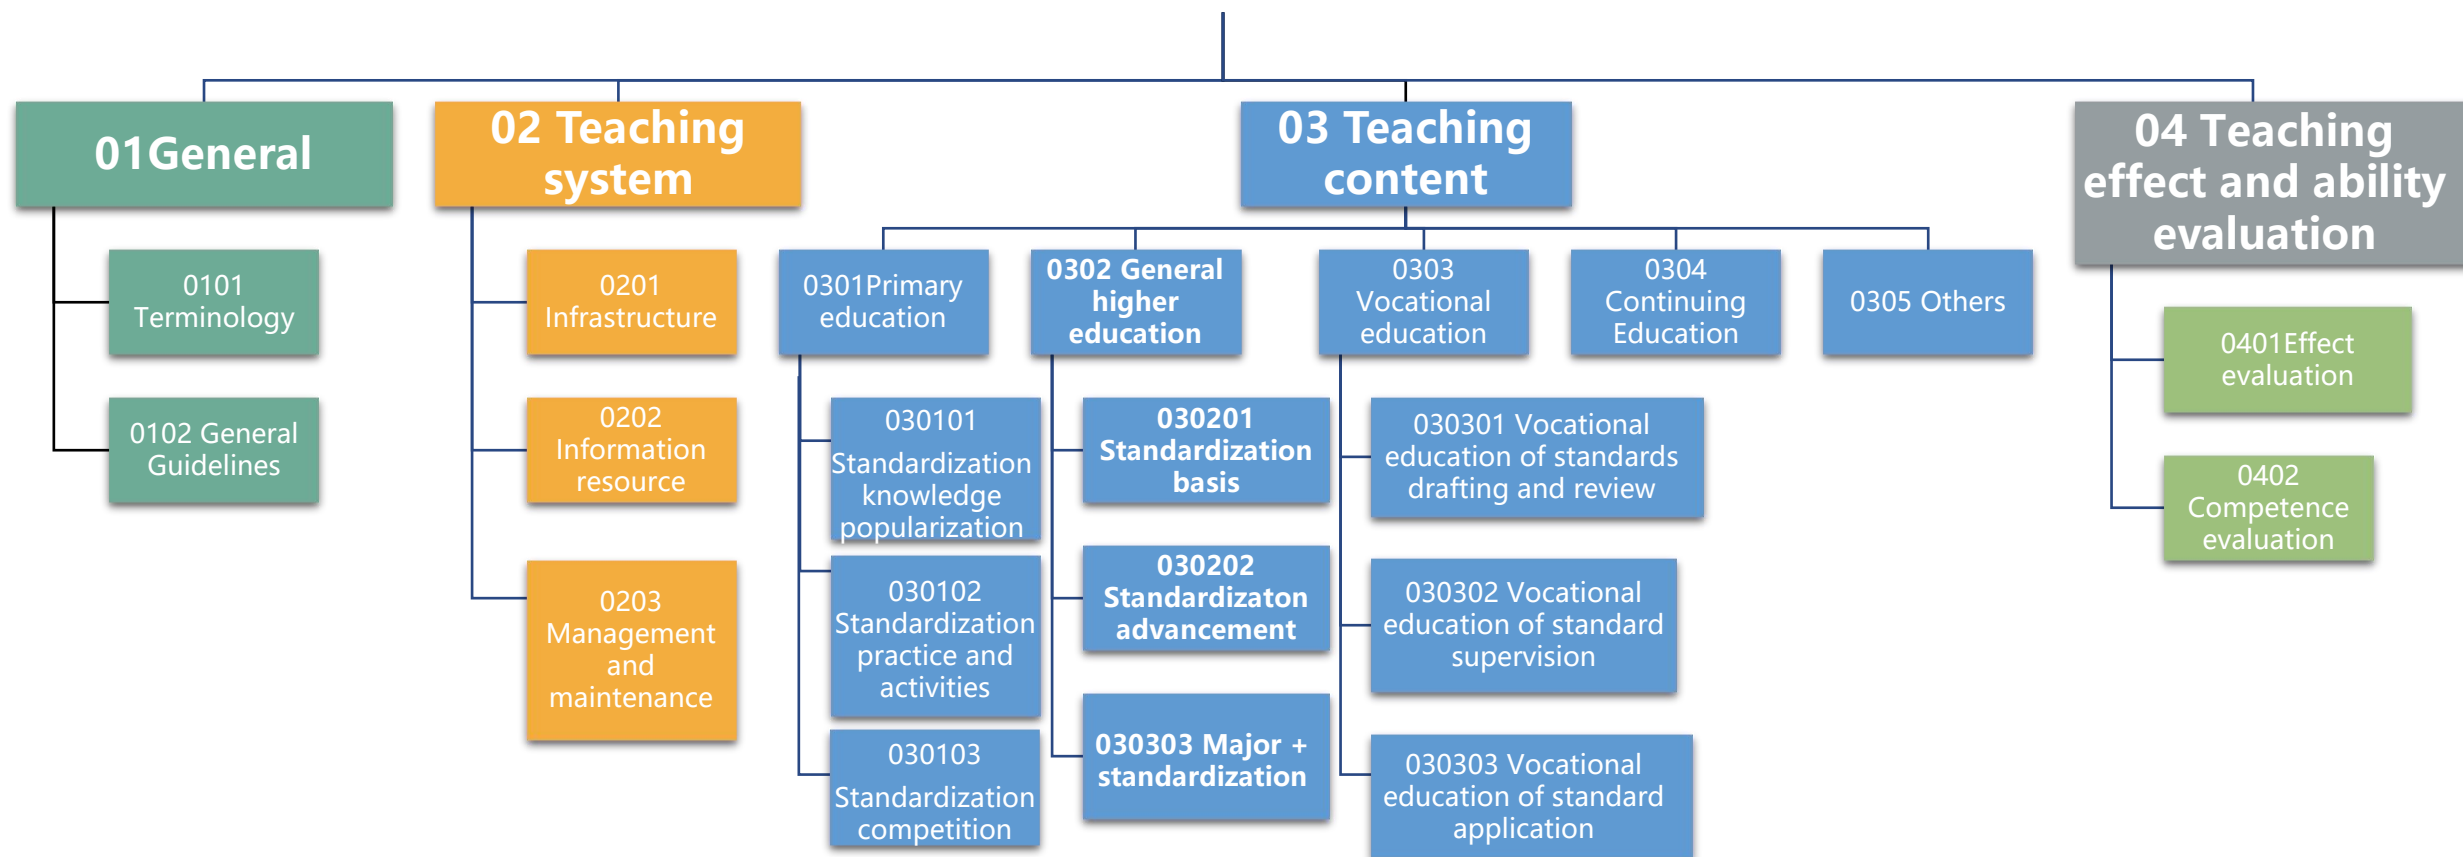 01General
0101
Terminology
0102 General
Guidelines
02 Teaching
system
0201
Infrastructure
0202
Information
resource
0203
Management
and
maintenance
03 Teaching
content
0301Primary
education
030101
Standardization
knowledge
popularization
030102
Standardization
practice and
activities
030103
Standardization
competition
0302 General
higher
education
030201
Standardization
basis
030202
Standardizaton
advancement
030303 Major +
standardization
0303
Vocational
education
030301 Vocational
education of standards
drafting and review
030302 Vocational
education of standard
supervision
030303 Vocational
education of standard
application
0304
Continuing
Education
0305 Others
04 Teaching
effect and ability
evaluation
0401Effect
evaluation
0402
Competence
evaluation